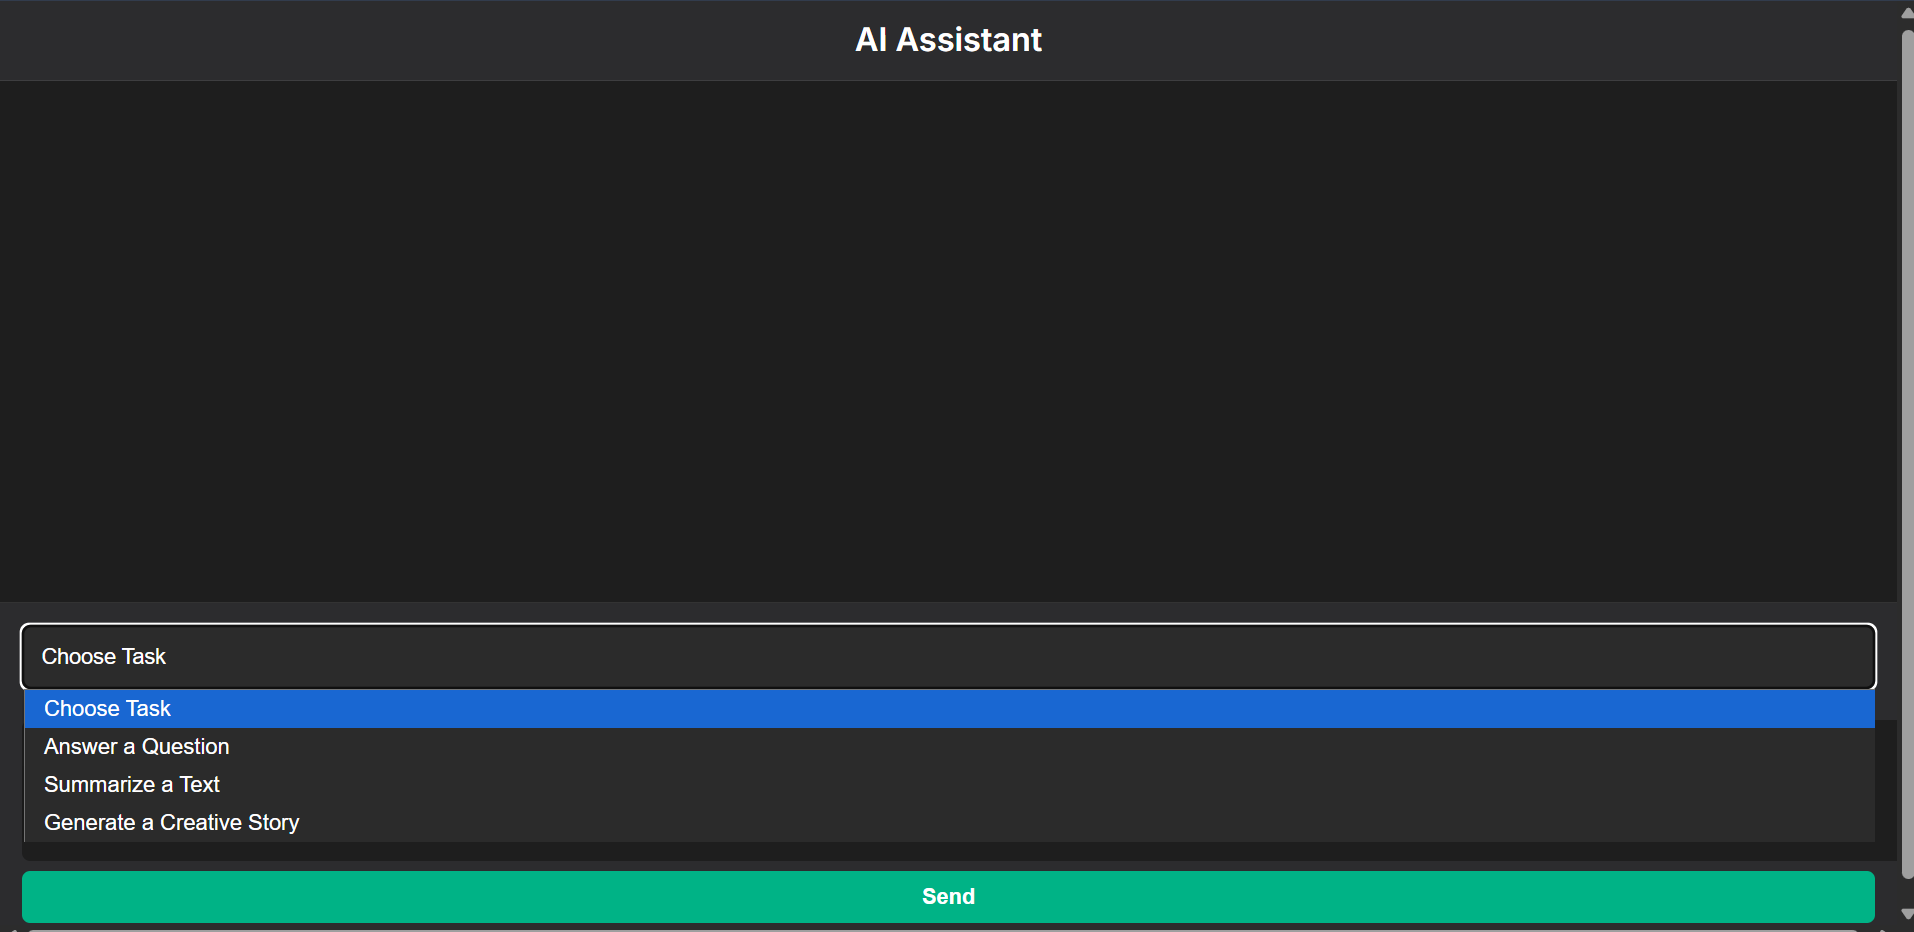 AI Assistant
Choose Task
Choose Task
Answer a Question
Summarize a Text
Generate a Creative Story
Send